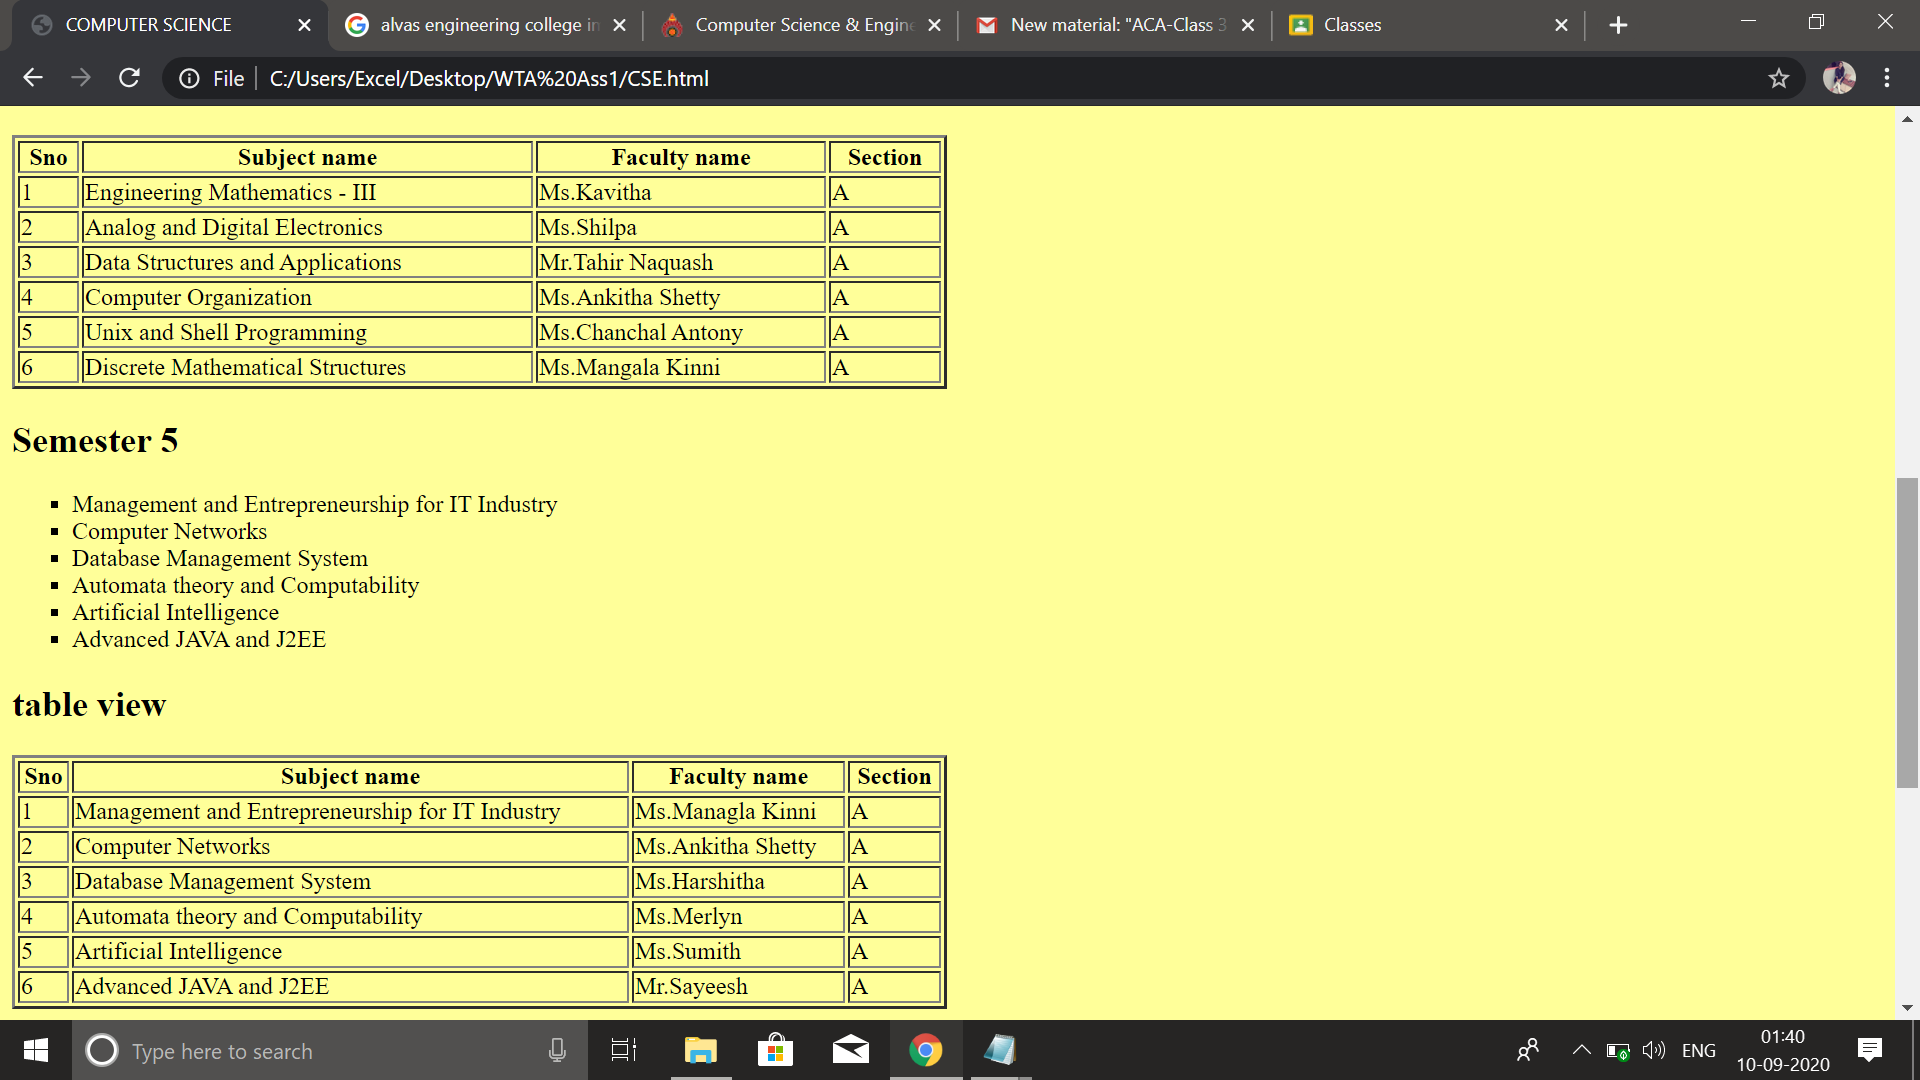 COMPUTER SCIENCE
alvas engineering college in
Computer Science & Engine
New material: "ACA-Class 3
Classes
File
C:/Users/Excel/Desktop/WTA%20Ass1/CSE.html
Sno Subject name Faculty name Section
1 Engineering Mathematics - III Ms.Kavitha A
2 Analog and Digital Electronics Ms.Shilpa A
3 Data Structures and Applications Mr.Tahir Naquash A
4 Computer Organization Ms.Ankitha Shetty A
5 Unix and Shell Programming Ms.Chanchal Antony A
6 Discrete Mathematical Structures Ms.Mangala Kinni A
Semester 5
Management and Entrepreneurship for IT Industry
Computer Networks
Database Management System
Automata theory and Computability
Artificial Intelligence
Advanced JAVA and J2EE
table view
Sno Subject name Faculty name Section
1 Management and Entrepreneurship for IT Industry Ms.Managla Kinni A
2 Computer Networks Ms.Ankitha Shetty A
3 Database Management System Ms.Harshitha A
4 Automata theory and Computability Ms.Merlyn A
5 Artificial Intelligence Ms.Sumith A
6 Advanced JAVA and J2EE Mr.Sayeesh A
Type here to search
ENG
01:40
10-09-2020